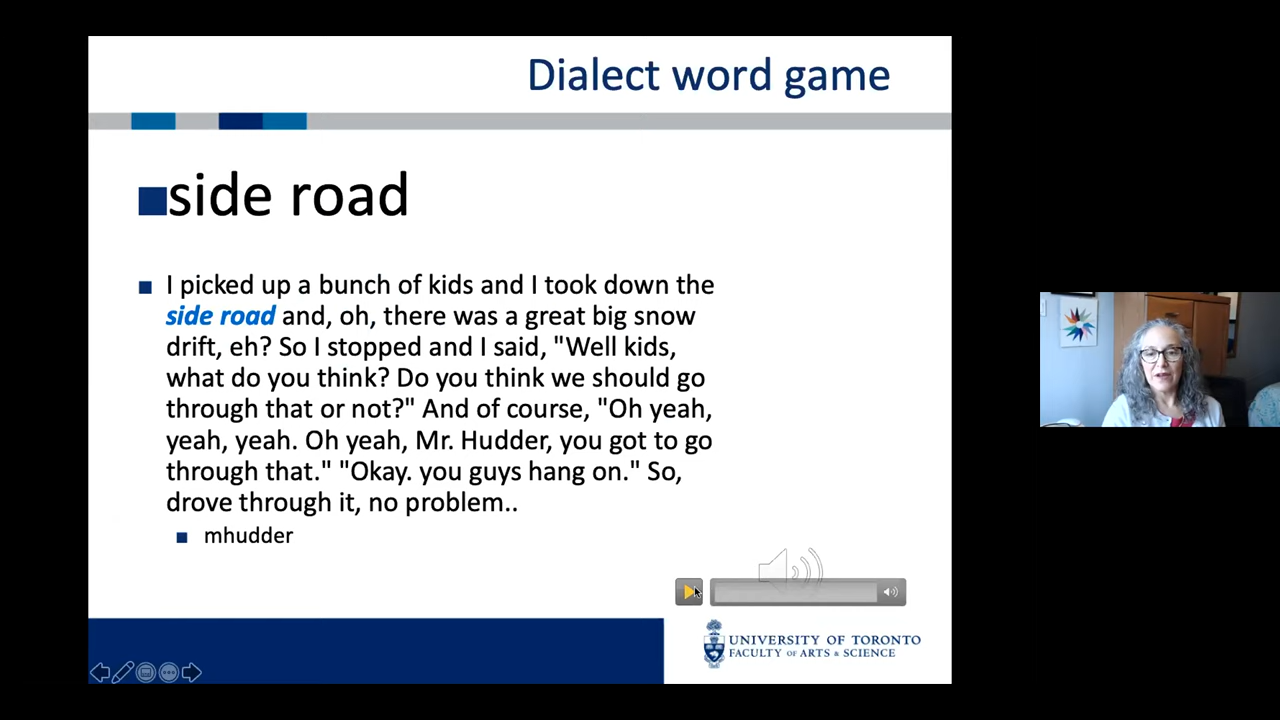 Dialect word game
side road
I picked up a bunch of kids and I took down the
side road and, oh, there was a great big snow
drift, eh? So I stopped and I said, "Well kids,
what do you think? Do you think we should go
through that or not?" And of course, "Oh yeah,
yeah, yeah. Oh yeah, Mr. Hudder, you got to go
through that." "Okay. you guys hang on." So,
drove through it, no problem..
mhudder
UNIVERSITY OF TORONTO
FACULTY OF ARTS & SCIENCE